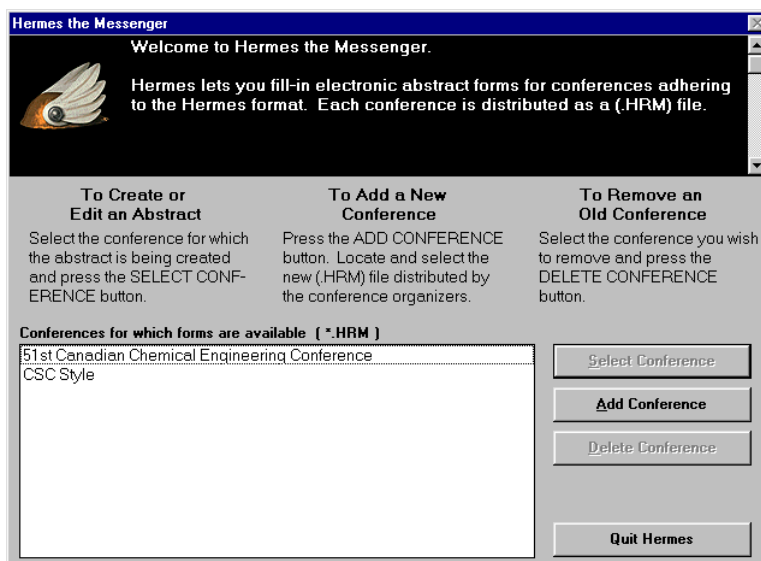 Hermes the Messenger
Welcome to Hermes the Messenger.
Hermes lets you fill-in electronic abstract forms for conferences adhering
to the Hermes format. Each conference is distributed as a (.HRM) file.
To Create or
Edit an Abstract
Select the conference for which
the abstract is being created
and press the SELECT CONF-
ERENCE button.
To Add a New
Conference
Press the ADD CONFERENCE
button. Locate and select the
new (.HRM) file distributed by
the conference organizers.
To Remove an
Old Conference
Select the conference you wish
to remove and press the
DELETE CONFERENCE
button.
Conferences for which forms are available ( *.HRM )
51st Canadian Chemical Engineering Conference
CSC Style
Select Conference
Add Conference
Delete Conference
Quit Hermes